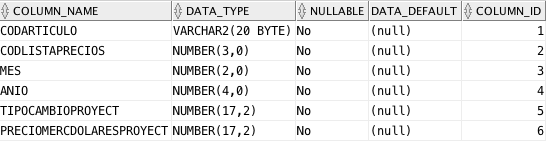 COLUMN_NAME DATA_TYPE NULLABLE DATA_DEFAULT COLUMN_ID
CODARTICULO VARCHAR2(20 BYTE) No (null) 1
CODLISTAPRECIOS NUMBER(3,0) No (null) 2
MES NUMBER(2,0) No (null) 3
ANIO NUMBER(4,0) No (null) 4
TIPOCAMBIOPROYECT NUMBER(17,2) No (null) 5
PRECIOMERCDOLARESPROYECT NUMBER(17,2) No (null) 6